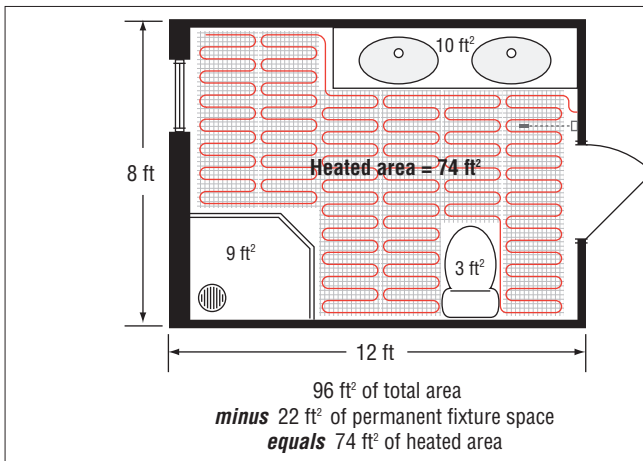 10 ft²
8 ft
Heated area = 74 ft²
9 ft²
3 ft²
12 ft
96 ft² of total area
minus 22 ft² of permanent fixture space
equals 74 ft² of heated area